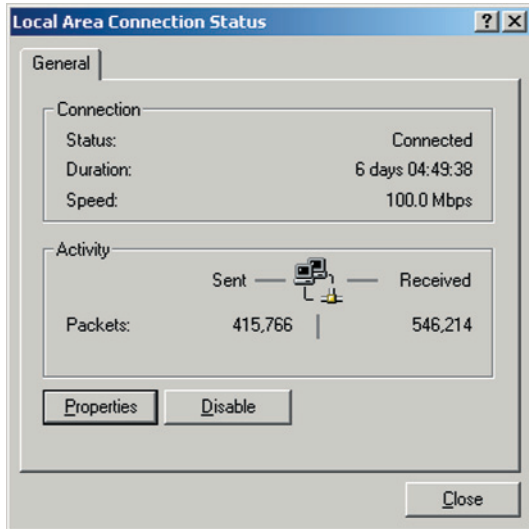 Local Area Connection Status
General
Connection
Status: Connected
Duration: 6 days 04:49:38
Speed: 100.0 Mbps
Activity
Sent Received
Packets: 415,766 546,214
Properties Disable
Close